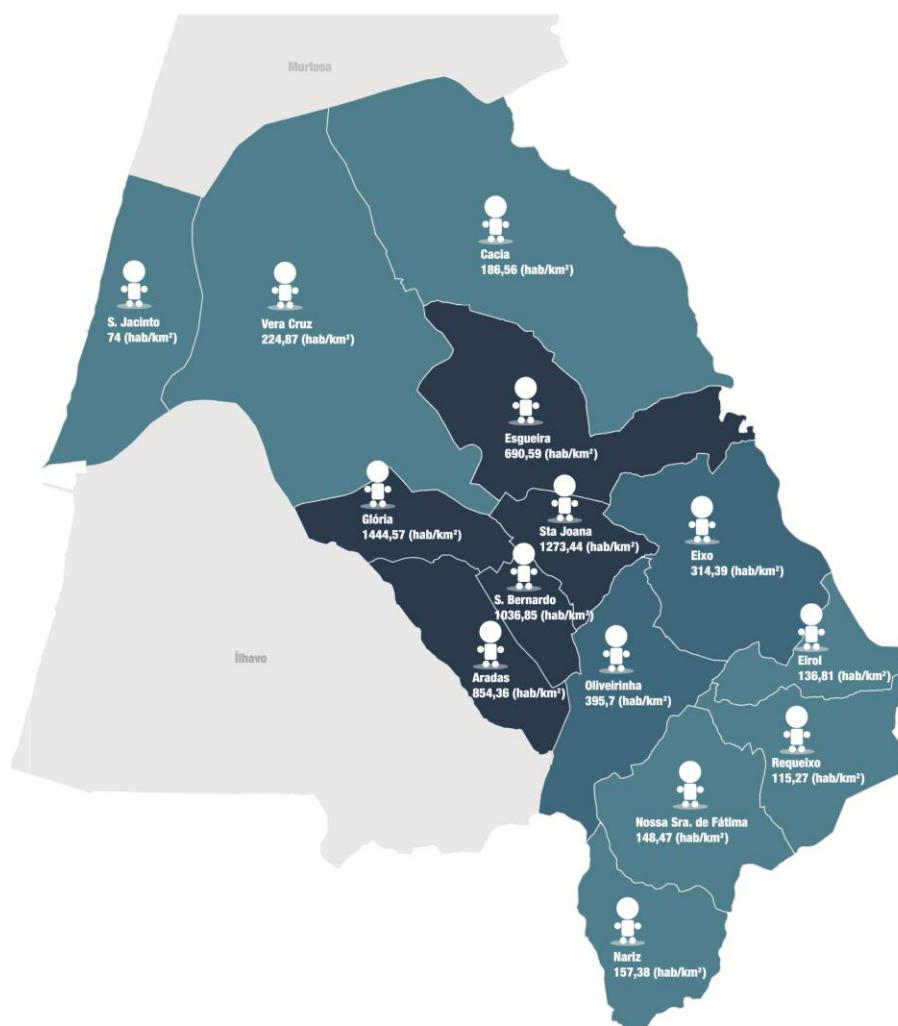 Murtosa
Cacia
186,56 (hab/km²)
S. Jacinto
74 (hab/km²)
Vera Cruz
224,87 (hab/km²)
Esgueira
690,59 (hab/km²)
Glória
1444,57 (hab/km²)
Sta Joana
1273,44 (hab/km²)
Eixo
314,39 (hab/km²)
S. Bernardo
1036,85 (hab/km²)
Eirol
136,81 (hab/km²)
Ílhavo
Aradas
854,36 (hab/km²)
Oliveirinha
395,7 (hab/km²)
Requeixo
115,27 (hab/km²)
Nossa Sra. de Fátima
148,47 (hab/km²)
Nariz
157,38 (hab/km²)